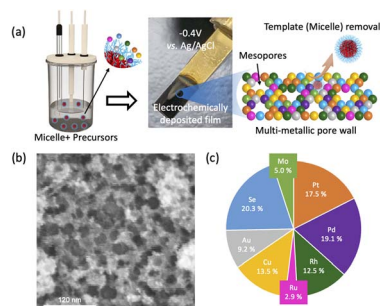 (a)
-0.4V
vs. Ag/AgCl
Electrochemically
deposited film
Micelle+ Precursors
Template (Micelle) removal
Mesopores
Multi-metallic pore wall
(b)
120 nm
(c)
Mo
5.0 %
Pt
17.5 %
Pd
19.1 %
Rh
12.5 %
Ru
2.9 %
Cu
13.5 %
Au
9.2 %
Se
20.3 %